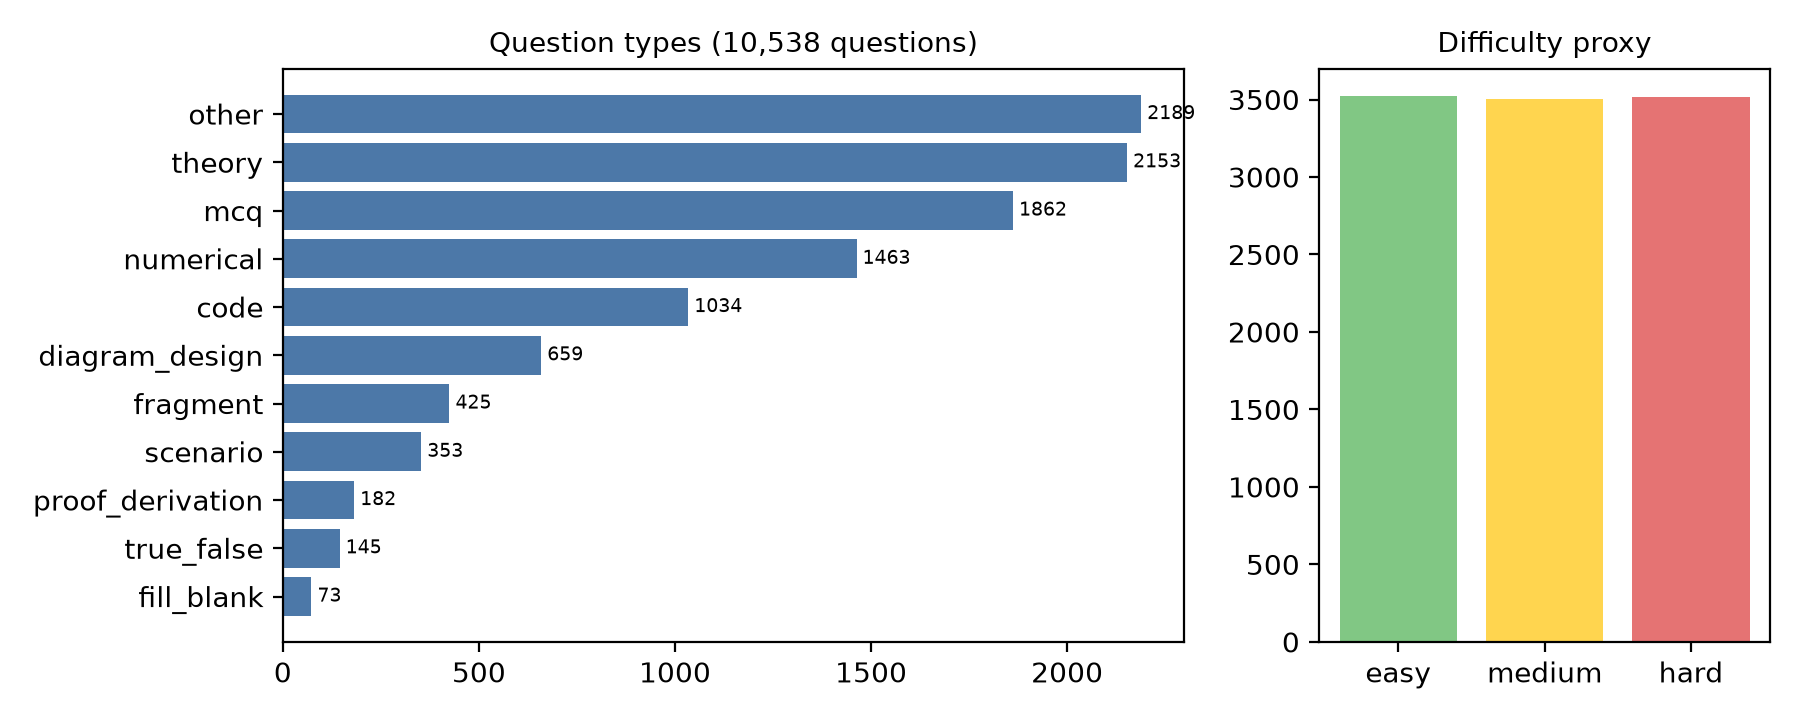 Question types (10,538 questions)
other 2189
theory 2153
mcq 1862
numerical 1463
code 1034
diagram_design 659
fragment 425
scenario 353
proof_derivation 182
true_false 145
fill_blank 73
0 500 1000 1500 2000
Difficulty proxy
3500
3000
2500
2000
1500
1000
500
0
easy medium hard